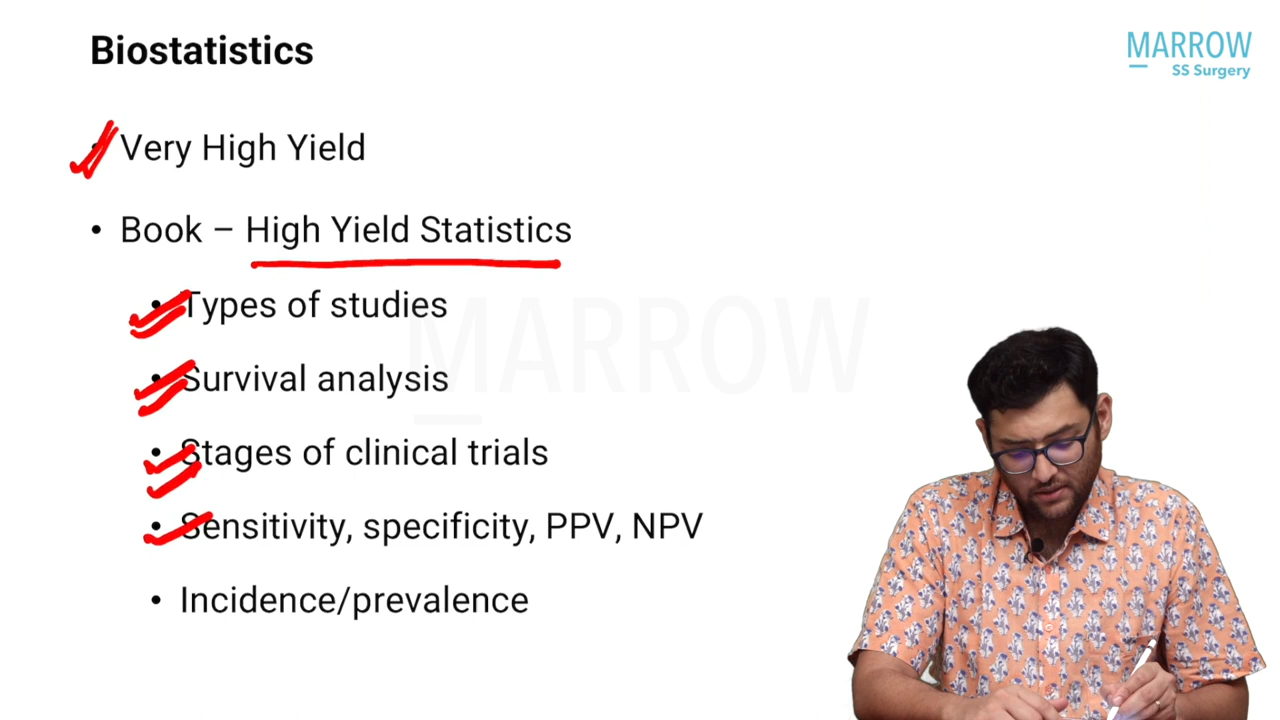 Biostatistics
MARROW
SS Surgery
• Very High Yield
• Book – High Yield Statistics
• Types of studies
• Survival analysis
• Stages of clinical trials
• Sensitivity, specificity, PPV, NPV
• Incidence/prevalence
MARROW